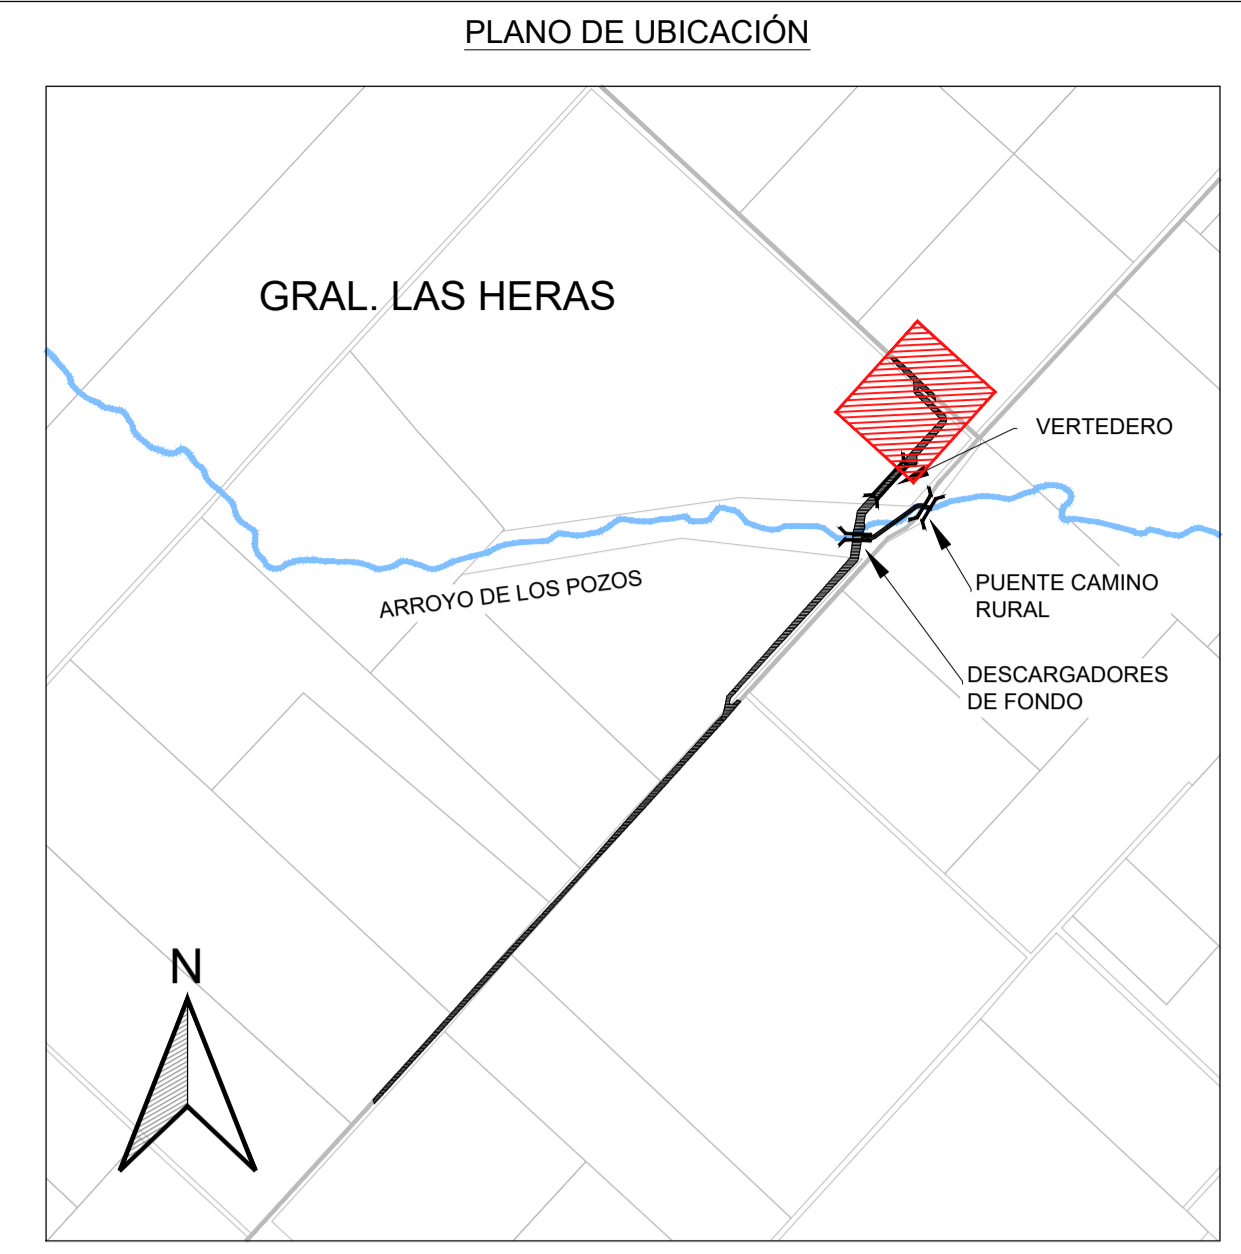 PLANO DE UBICACIÓN
GRAL. LAS HERAS
VERTEDERO
ARROYO DE LOS POZOS
PUENTE CAMINO
RURAL
DESCARGADORES
DE FONDO
N